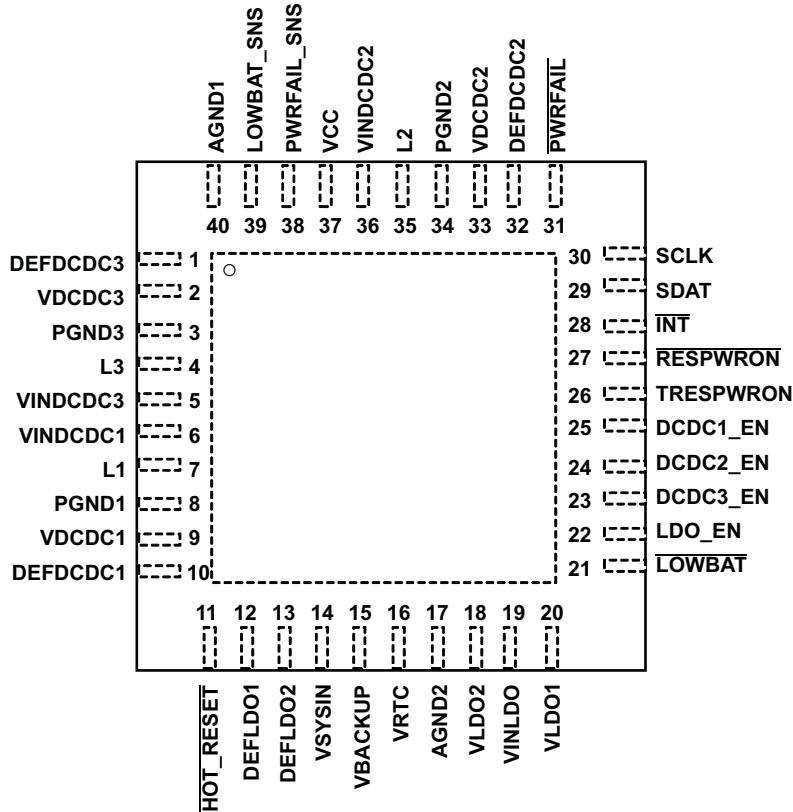 AGND1
LOWBAT_SNS
PWRFAIL_SNS
VCC
VINDCDC2
L2
PGND2
VDCDC2
DEFDCDC2
PWRFAIL
40 39 38 37 36 35 34 33 32 31
DEFDCDC3 1
VDCDC3 2
PGND3 3
L3 4
VINDCDC3 5
VINDCDC1 6
L1 7
PGND1 8
VDCDC1 9
DEFDCDC1 10
30 SCLK
29 SDAT
28 INT
27 RESPWRON
26 TRESPWRON
25 DCDC1_EN
24 DCDC2_EN
23 DCDC3_EN
22 LDO_EN
21 LOWBAT
11 12 13 14 15 16 17 18 19 20
HOT_RESET
DEFLDO1
DEFLDO2
VSYSIN
VBACKUP
VRTC
AGND2
VLDO2
VINLDO
VLDO1